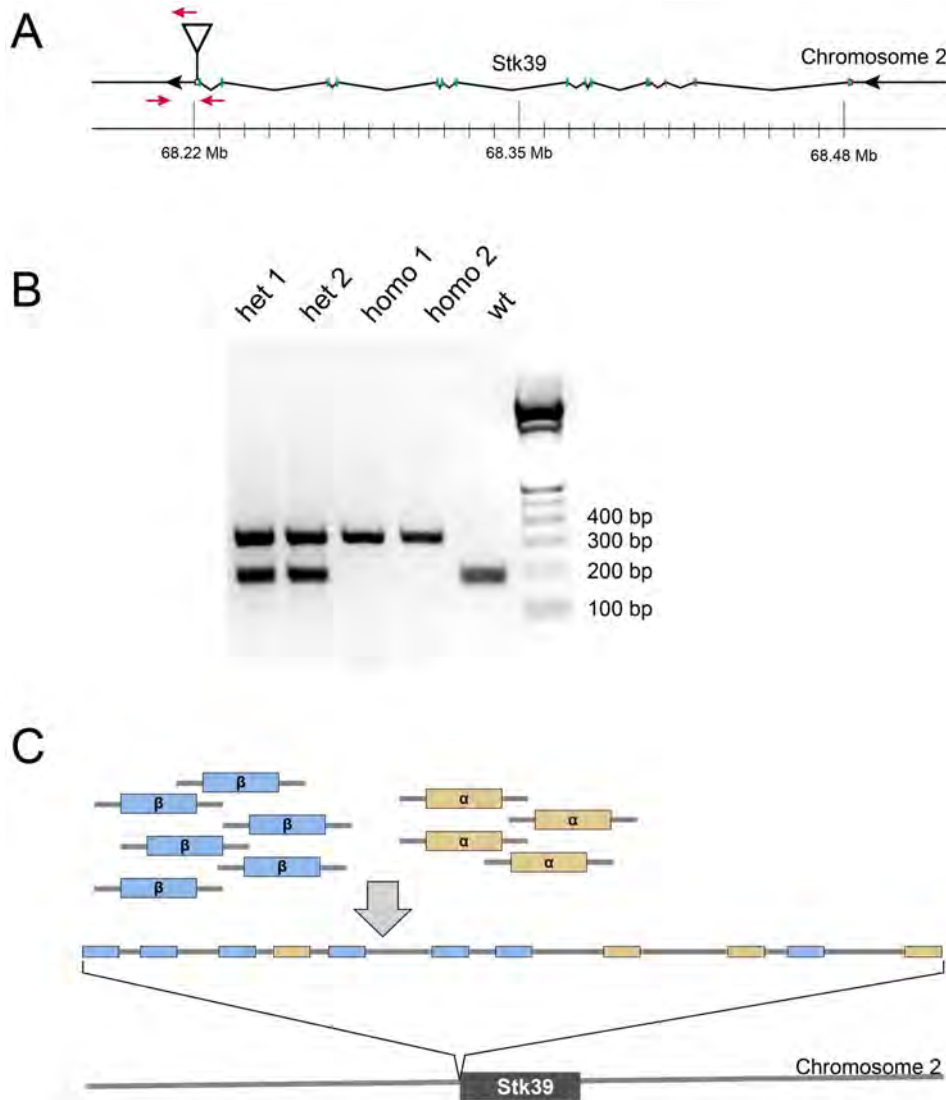 A
Stk39
Chromosome 2
68.22 Mb
68.35 Mb
68.48 Mb
B
het 1
het 2
homo 1
homo 2
wt
400 bp
300 bp
200 bp
100 bp
C
β
β
β
β
β
β
α
α
α
α
Chromosome 2
Stk39